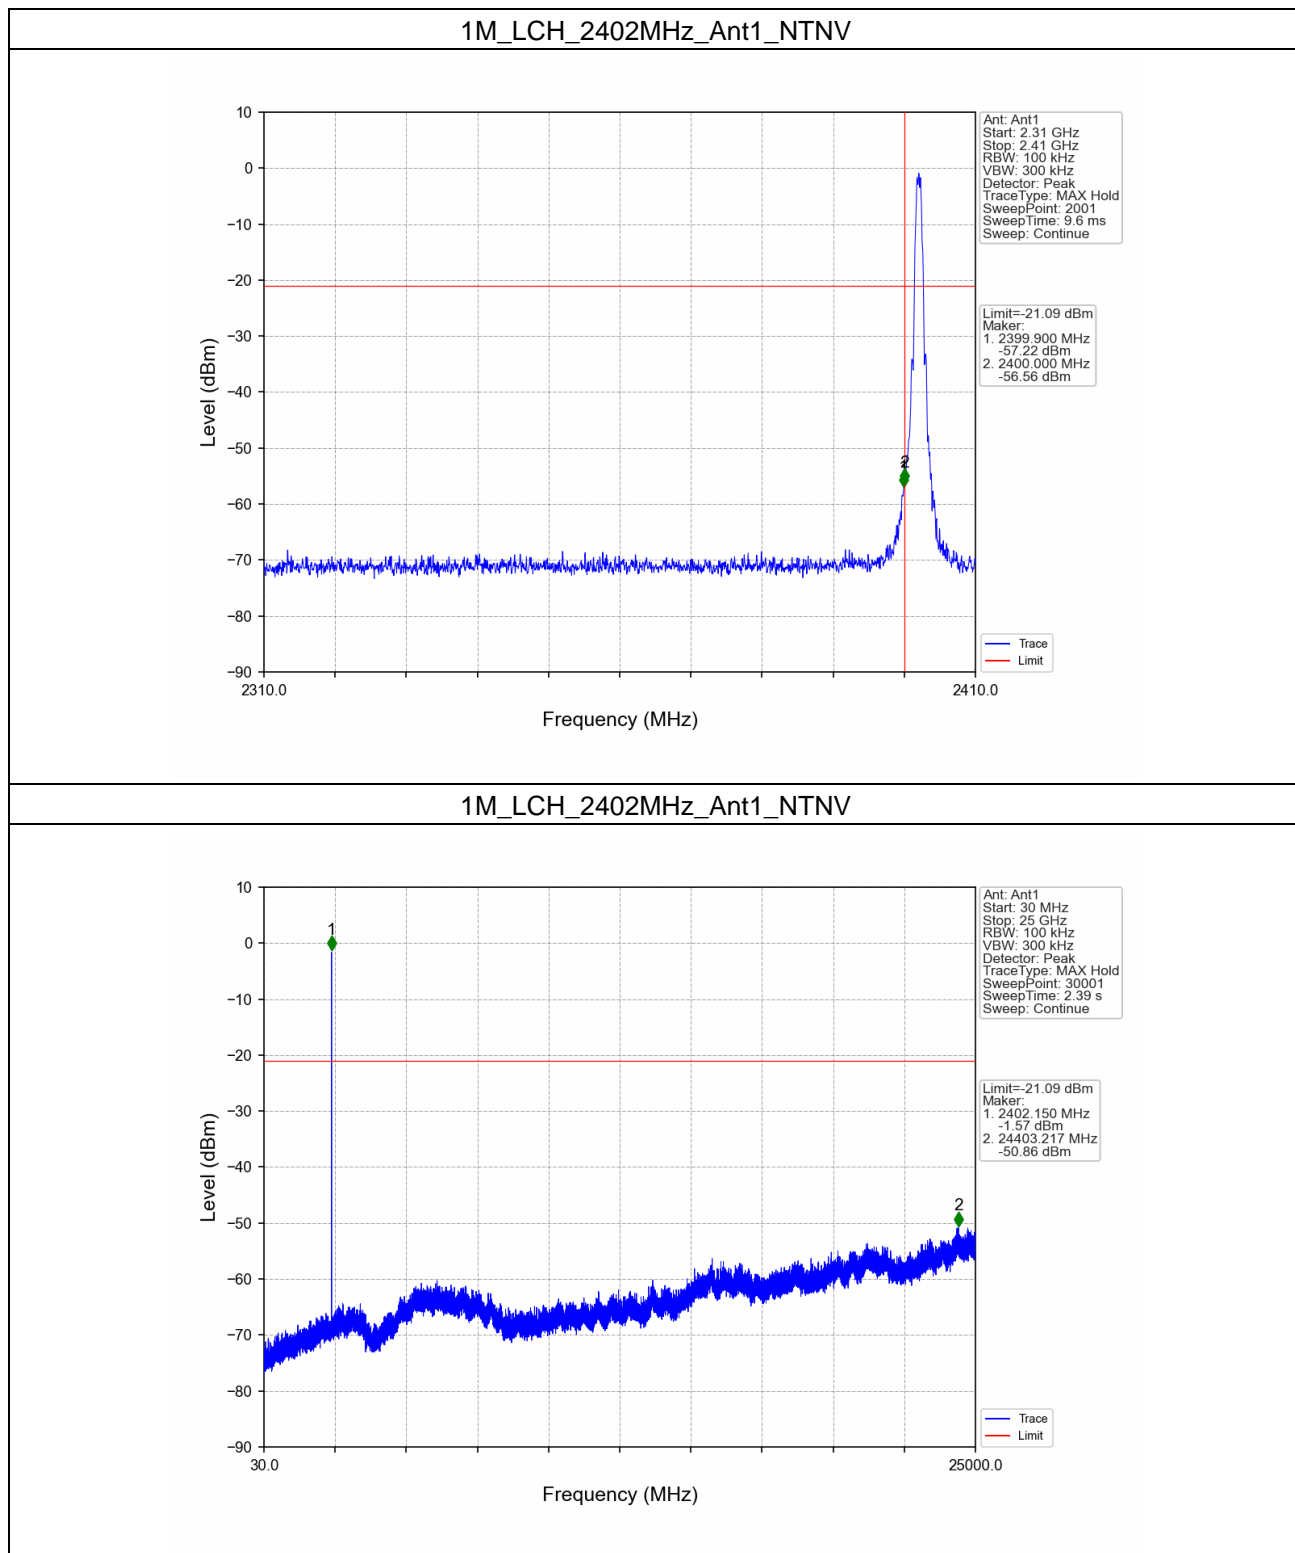 1M_LCH_2402MHz_Ant1_NTNV
10
0
−10
−20
−30
−40
−50
−60
−70
−80
−90
Level (dBm)
2310.0
2410.0
Frequency (MHz)
2
Ant: Ant1
Start: 2.31 GHz
Stop: 2.41 GHz
RBW: 100 kHz
VBW: 300 kHz
Detector: Peak
TraceType: MAX Hold
SweepPoint: 2001
SweepTime: 9.6 ms
Sweep: Continue
Limit=-21.09 dBm
Maker:
1. 2399.900 MHz
-57.22 dBm
2. 2400.000 MHz
-56.56 dBm
Trace
Limit
1M_LCH_2402MHz_Ant1_NTNV
10
0
−10
−20
−30
−40
−50
−60
−70
−80
−90
Level (dBm)
30.0
25000.0
Frequency (MHz)
1
2
Ant: Ant1
Start: 30 MHz
Stop: 25 GHz
RBW: 100 kHz
VBW: 300 kHz
Detector: Peak
TraceType: MAX Hold
SweepPoint: 30001
SweepTime: 2.39 s
Sweep: Continue
Limit=-21.09 dBm
Maker:
1. 2402.150 MHz
-1.57 dBm
2. 24403.217 MHz
-50.86 dBm
Trace
Limit